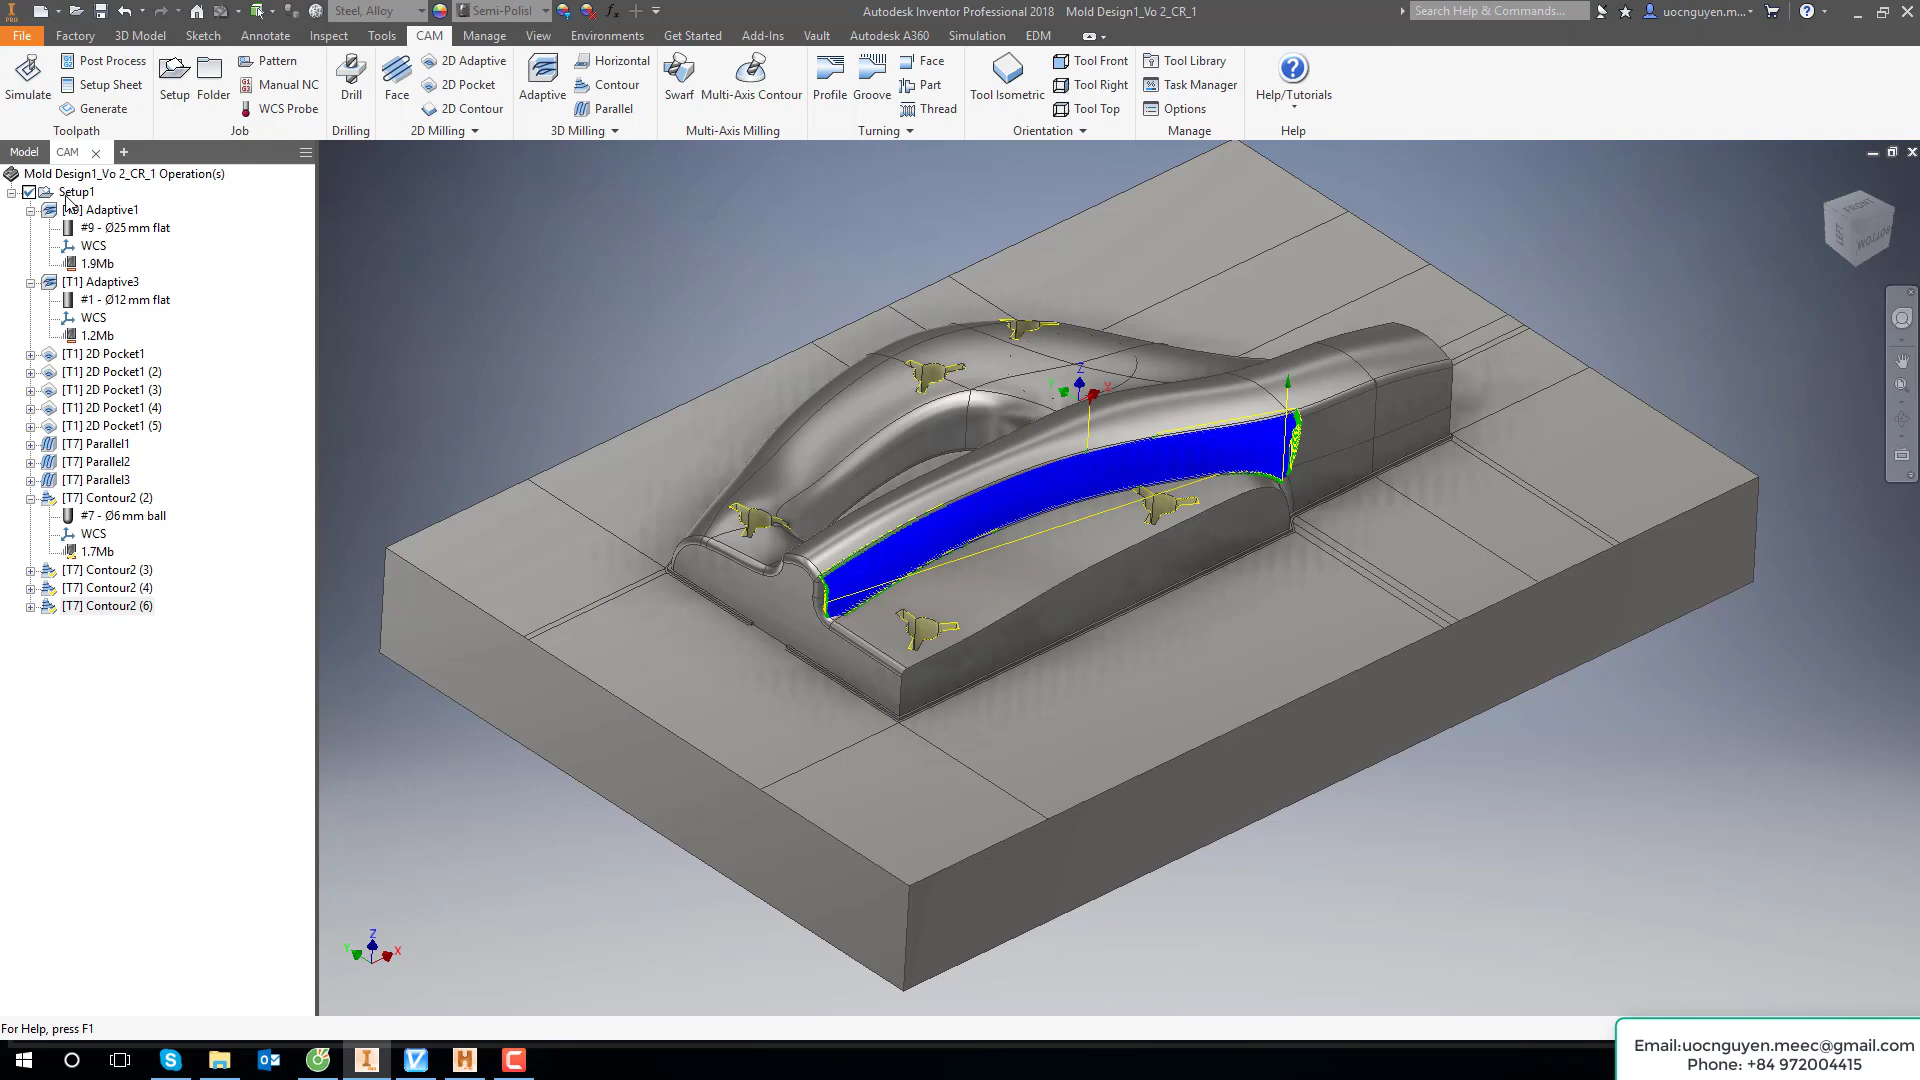 Steel, Alloy
Semi-Polisl
Autodesk Inventor Professional 2018   Mold Design1_Vo 2_CR_1
Search Help & Commands...
uocnguyen.m...
File Factory 3D Model Sketch Annotate Inspect Tools CAM Manage View Environments Get Started Add-Ins Vault Autodesk A360 Simulation EDM
Simulate
Post Process
Setup Sheet
Generate
Toolpath
Setup
Folder
Pattern
Manual NC
WCS Probe
Job
Drill
Drilling
Face
2D Adaptive
2D Pocket
2D Contour
2D Milling
Adaptive
Horizontal
Contour
Parallel
3D Milling
Swarf
Multi-Axis Contour
Multi-Axis Milling
Profile
Groove
Face
Part
Thread
Turning
Tool Isometric
Tool Front
Tool Right
Tool Top
Orientation
Tool Library
Task Manager
Options
Manage
Help/Tutorials
Help
Model
CAM
Mold Design1_Vo 2_CR_1 Operation(s)
Setup1
Adaptive1
#9 - Ø25 mm flat
WCS
1.9Mb
[T1] Adaptive3
#1 - Ø12 mm flat
WCS
1.2Mb
[T1] 2D Pocket1
[T1] 2D Pocket1 (2)
[T1] 2D Pocket1 (3)
[T1] 2D Pocket1 (4)
[T1] 2D Pocket1 (5)
[T7] Parallel1
[T7] Parallel2
[T7] Parallel3
[T7] Contour2 (2)
#7 - Ø6 mm ball
WCS
1.7Mb
[T7] Contour2 (3)
[T7] Contour2 (4)
[T7] Contour2 (6)
FRONT
LEFT
BOTTOM
Z
X
Y
Z
Y
X
For Help, press F1
Email:uocnguyen.meec@gmail.com
Phone: +84 972004415